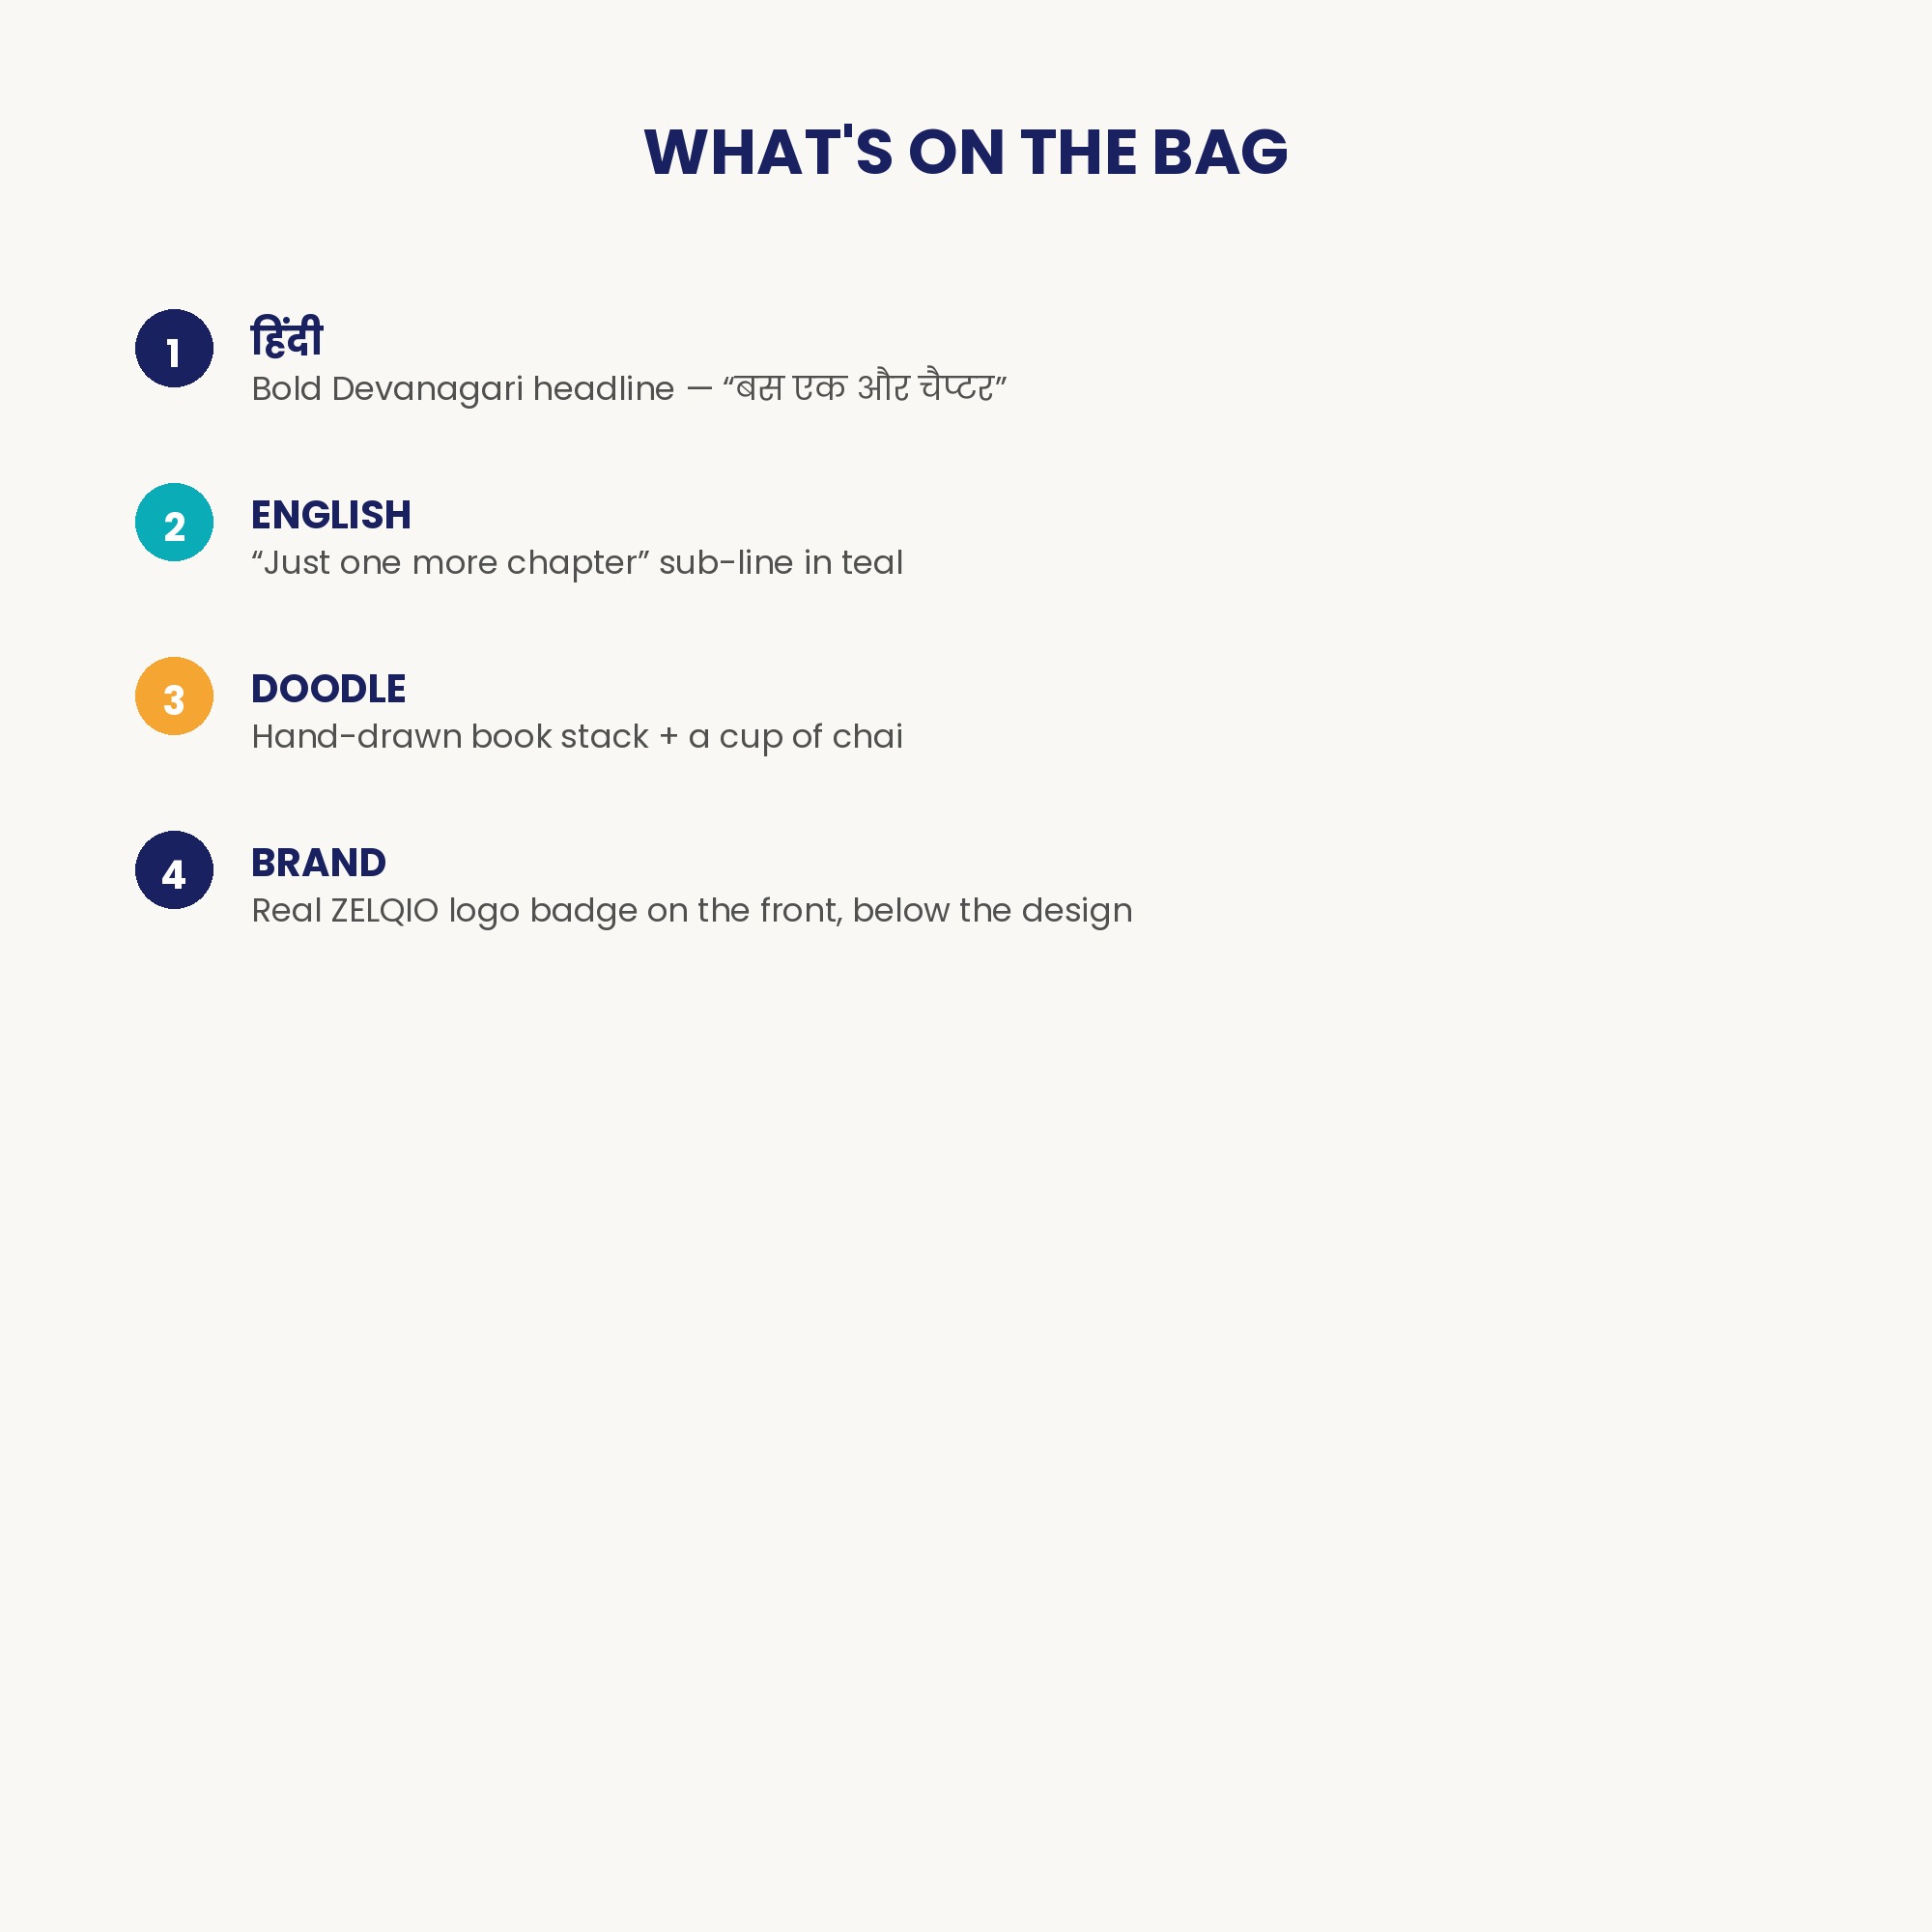 WHAT'S ON THE BAG
1
हिंदी
Bold Devanagari headline — “बस एक और चैप्टर”
2
ENGLISH
“Just one more chapter” sub-line in teal
3
DOODLE
Hand-drawn book stack + a cup of chai
4
BRAND
Real ZELQIO logo badge on the front, below the design